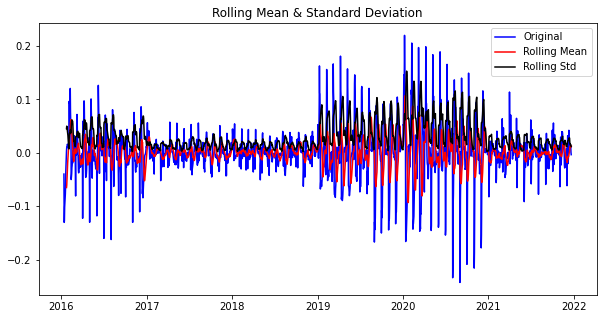 Rolling Mean & Standard Deviation
Original
Rolling Mean
Rolling Std
0.2
0.1
0.0
−0.1
−0.2
2016 2017 2018 2019 2020 2021 2022